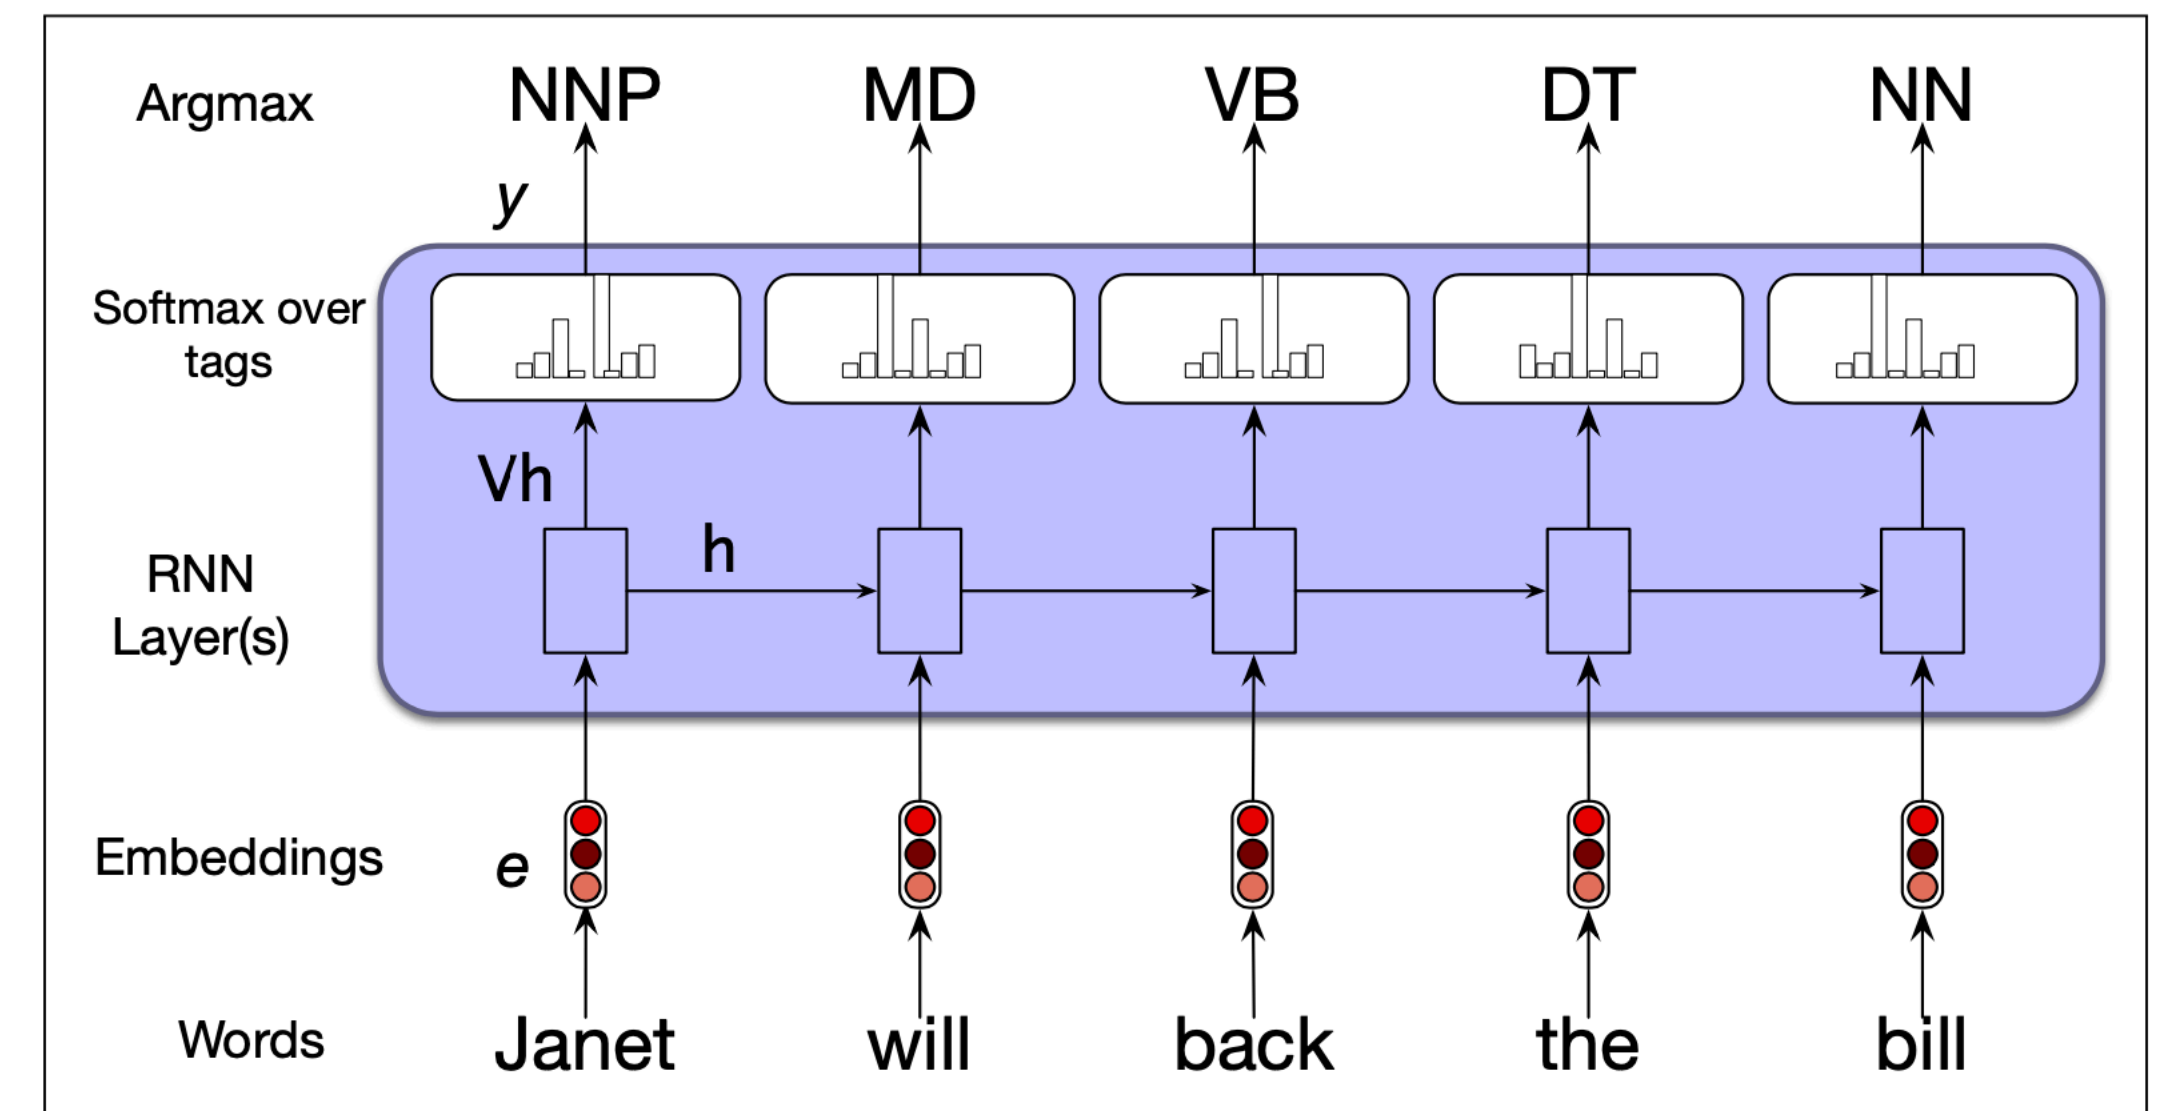 Argmax NNP MD VB DT NN
y
Softmax over
tags
Vh
h
RNN
Layer(s)
Embeddings e
Words Janet will back the bill